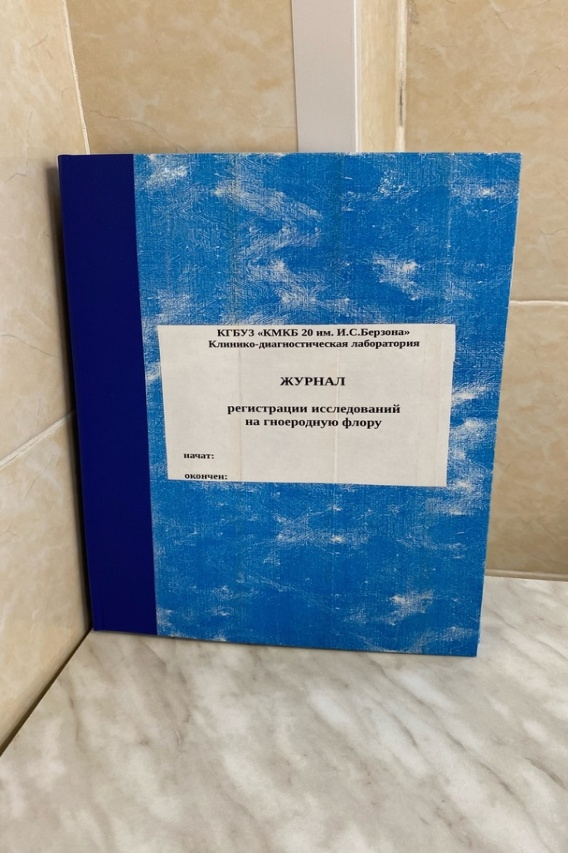 КГБУЗ «КМКБ 20 им. И.С.Берзона»
Клинико-диагностическая лаборатория
ЖУРНАЛ
регистрации исследований
на гноеродную флору
начат:
окончен: